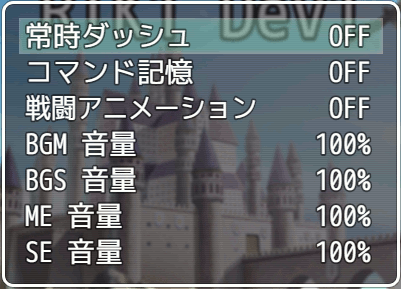 常時ダッシュ OFF
コマンド記憶 OFF
戦闘アニメーション OFF
BGM 音量 100%
BGS 音量 100%
ME 音量 100%
SE 音量 100%